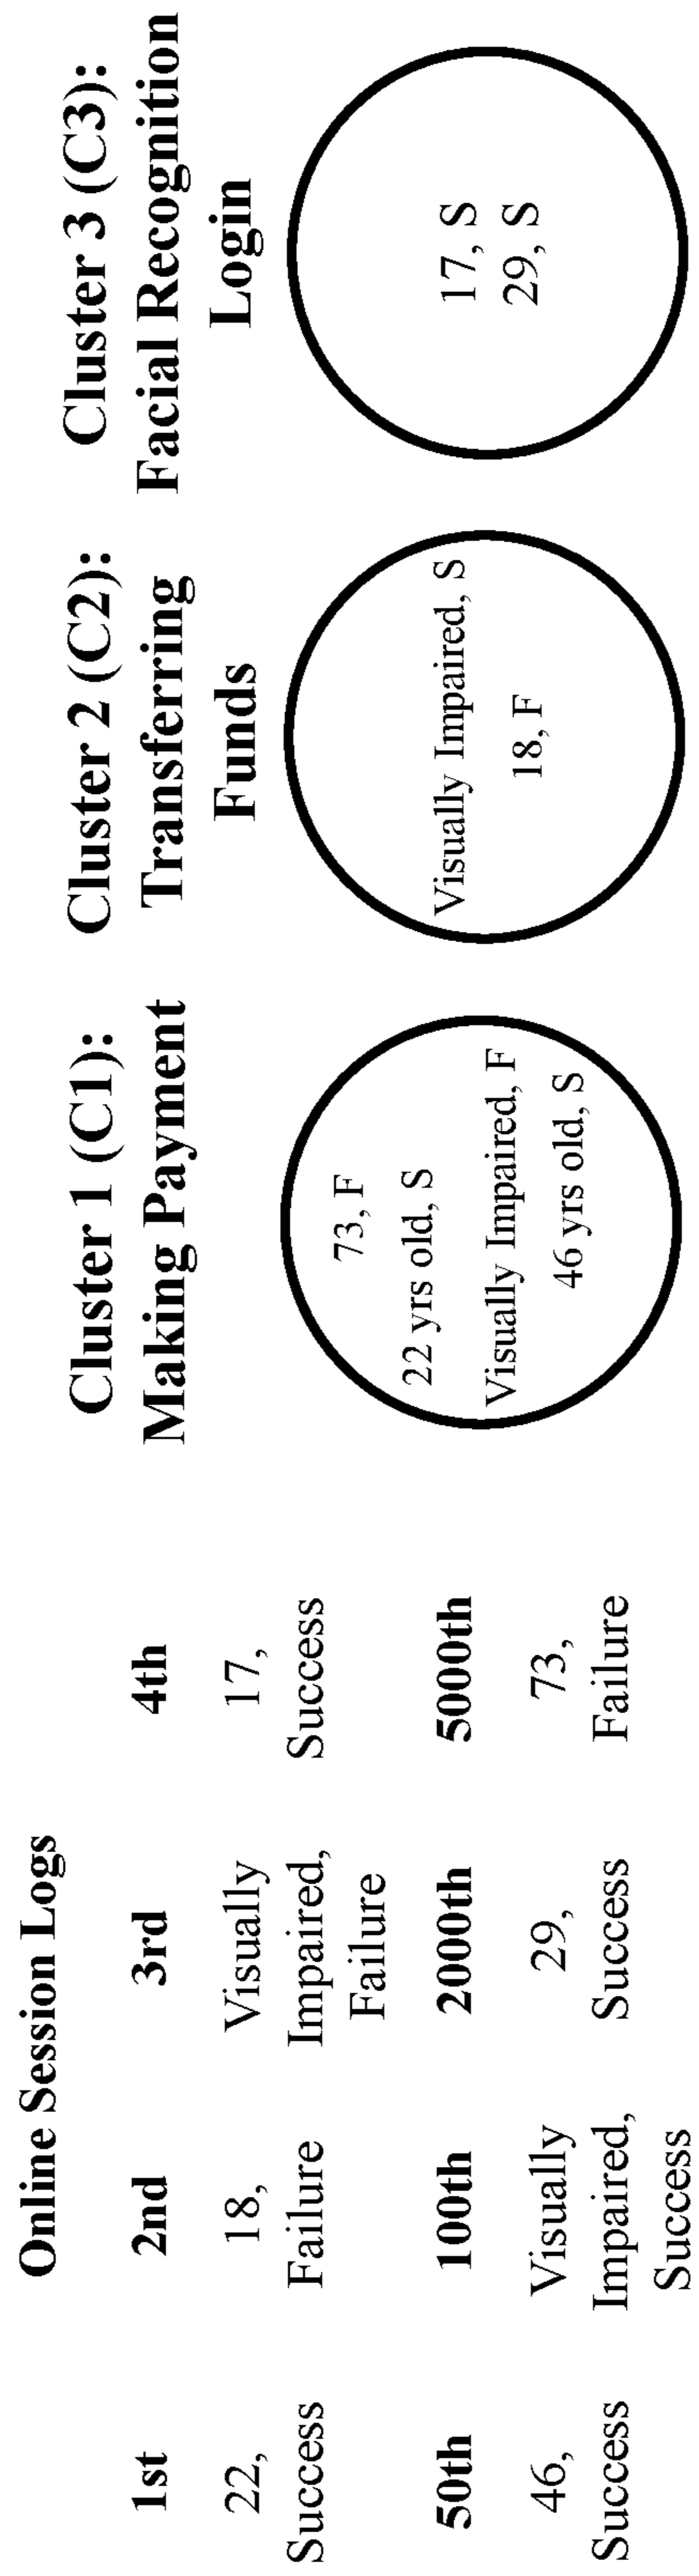 Online Session Logs
1st
2nd
3rd
4th
22,
Success
18,
Failure
Visually
Impaired,
Failure
17,
Success
50th
100th
2000th
5000th
46,
Success
Visually
Impaired,
Success
29,
Success
73,
Failure
Cluster 1 (C1):
Making Payment
73, F
22 yrs old, S
Visually Impaired, F
46 yrs old, S
Cluster 2 (C2):
Transferring
Funds
Visually Impaired, S
18, F
Cluster 3 (C3):
Facial Recognition
Login
17, S
29, S